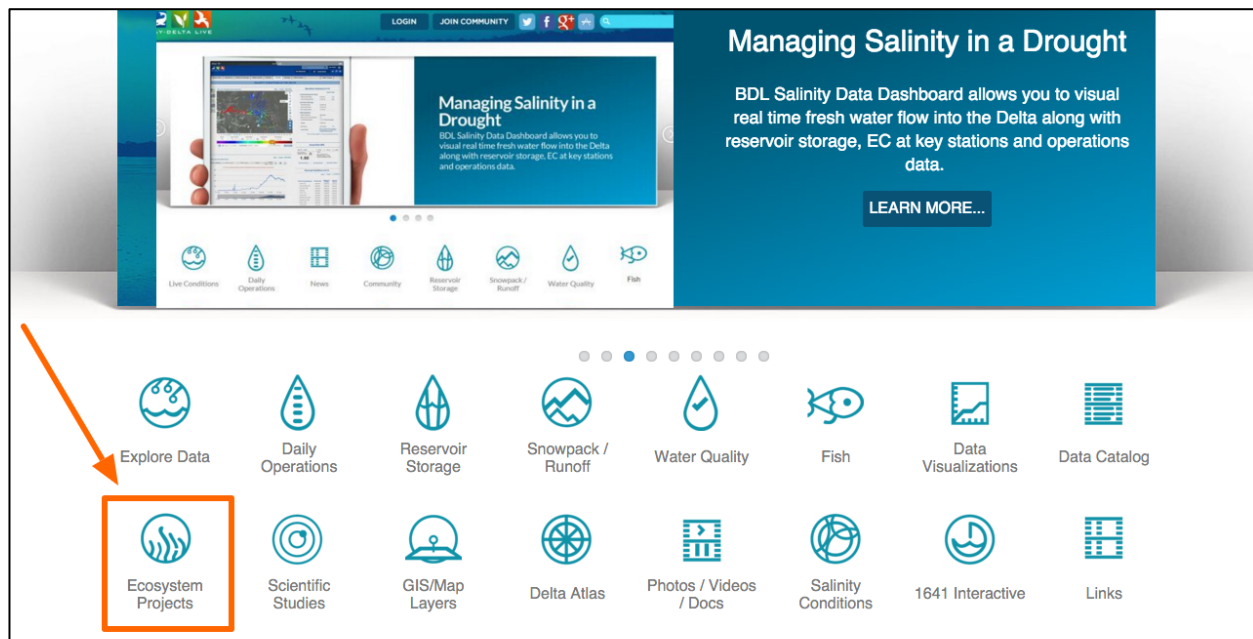 Y-DELTA LIVE
LOGIN
JOIN COMMUNITY
Managing Salinity in a
Drought
BDL Salinity Data Dashboard allows you to
visual real time fresh water flow into the Delta
along with reservoir storage, EC at key stations
and operations data.
Live Conditions
Daily
Operations
News
Community
Reservoir
Storage
Snowpack /
Runoff
Water Quality
Fish
Managing Salinity in a Drought
BDL Salinity Data Dashboard allows you to visual
real time fresh water flow into the Delta along with
reservoir storage, EC at key stations and operations
data.
LEARN MORE...
Explore Data
Daily
Operations
Reservoir
Storage
Snowpack /
Runoff
Water Quality
Fish
Data
Visualizations
Data Catalog
Ecosystem
Projects
Scientific
Studies
GIS/Map
Layers
Delta Atlas
Photos / Videos
/ Docs
Salinity
Conditions
1641 Interactive
Links